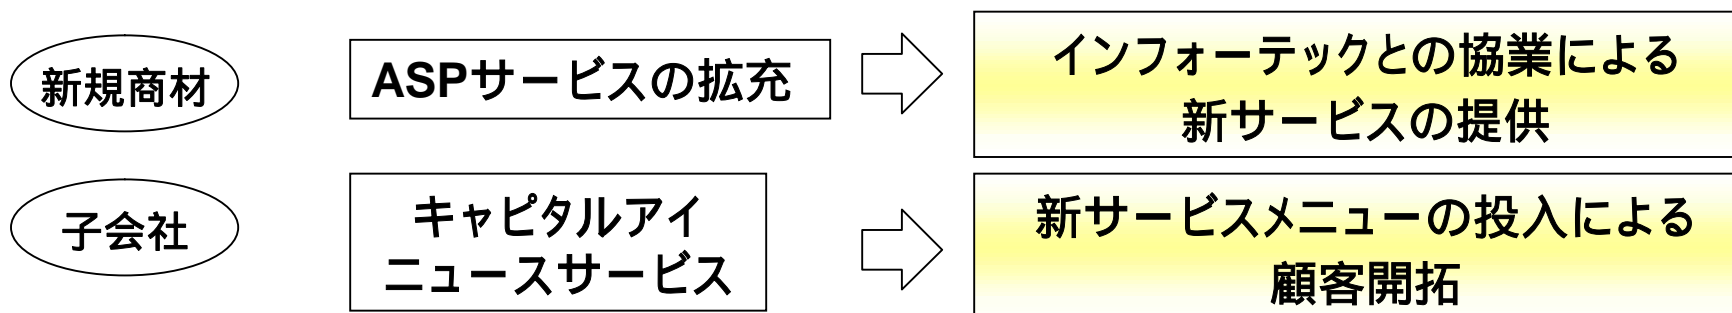 新規商材
ASPサービスの拡充
インフォーテックとの協業による
新サービスの提供
子会社
キャピタルアイ
ニュースサービス
新サービスメニューの投入による
顧客開拓